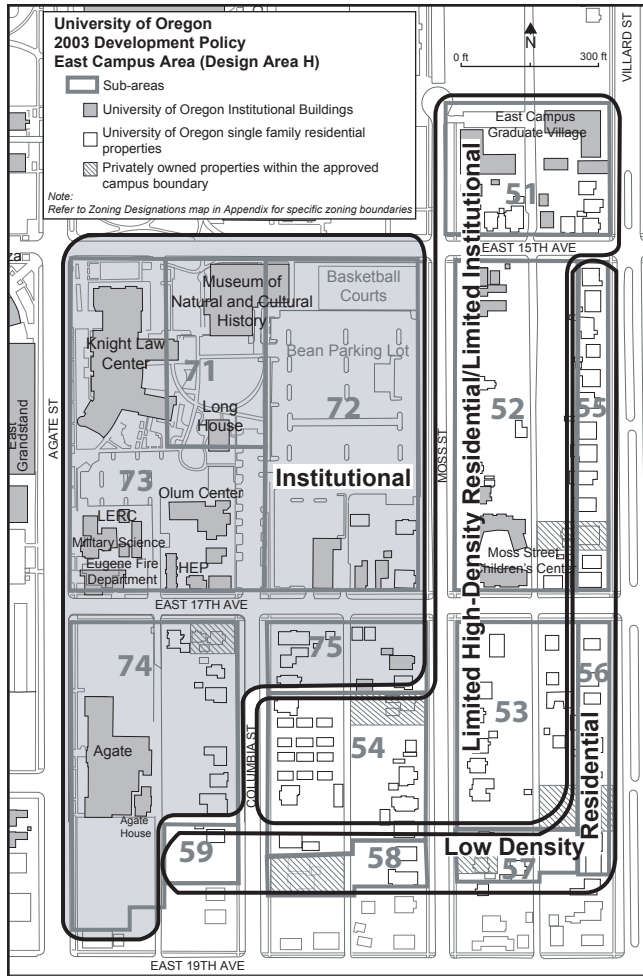 University of Oregon
2003 Development Policy
East Campus Area (Design Area H)
Sub-areas
University of Oregon Institutional Buildings
University of Oregon single family residential
properties
Privately owned properties within the approved
campus boundary
Note:
Refer to Zoning Designations map in Appendix for specific zoning boundaries
N
0 ft
300 ft
VILLARD ST
East Campus
Graduate Village
51
EAST 15TH AVE
Museum of
Natural and Cultural
History
Basketball
Courts
Knight Law
Center
71
Bean Parking Lot
72
Long
House
52
55
AGATE ST
MOSS ST
East
Grandstand
73
Institutional
Olum Center
LERC
Military Science
Eugene Fire
Department
HEP
Moss Street
Children's Center
Limited High-Density Residential/Limited Institutional
EAST 17TH AVE
74
75
56
53
54
Agate
COLUMBIA ST
Agate
House
59
58
Low Density
Residential
57
EAST 19TH AVE